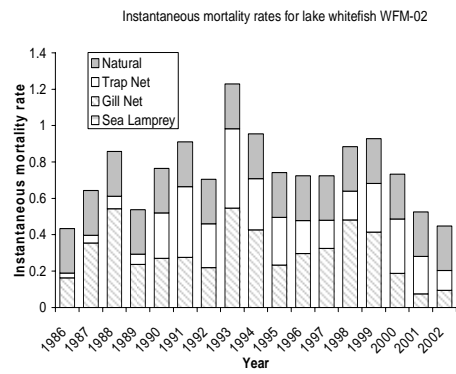 Instantaneous mortality rates for lake whitefish WFM-02
1.4
1.2
1
0.8
0.6
0.4
0.2
0
Instantaneous mortality rate
Natural
Trap Net
Gill Net
Sea Lamprey
1986 1987 1988 1989 1990 1991 1992 1993 1994 1995 1996 1997 1998 1999 2000 2001 2002
Year